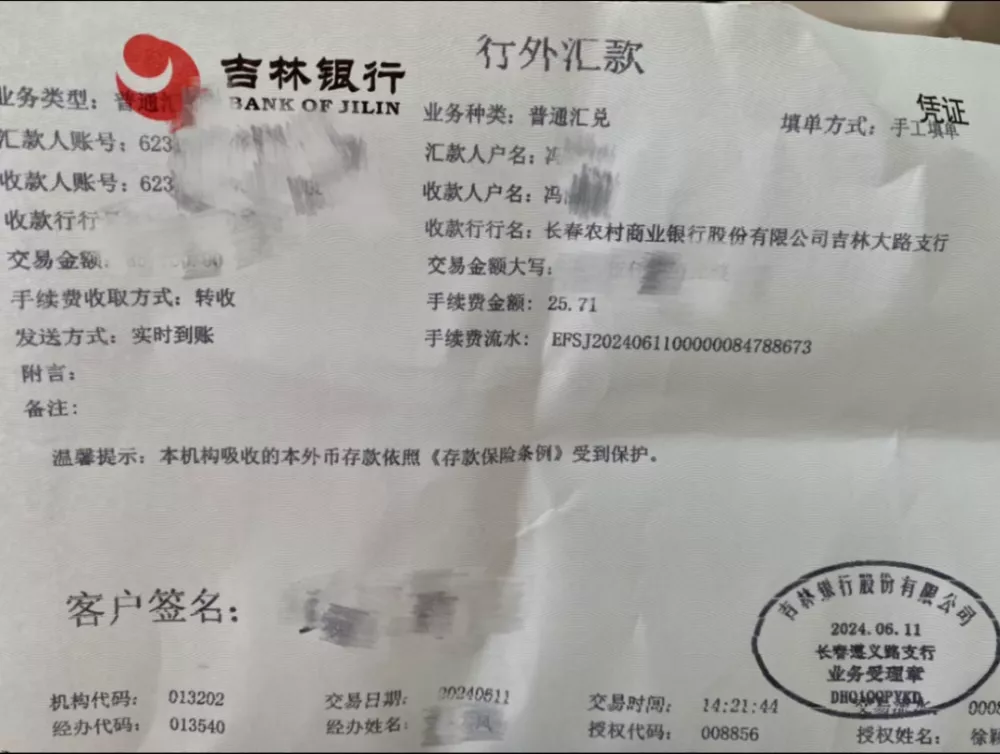 吉林银行
BANK OF JILIN
行外汇款
凭证
业务类型：普通汇
业务种类：普通汇兑
填单方式：手工填单
汇款人账号：623
汇款人户名：冯
收款人账号：623
收款人户名：冯
收款行行
收款行行名：长春农村商业银行股份有限公司吉林大路支行
交易金额：
交易金额大写：
手续费收取方式：转收
手续费金额：25.71
发送方式：实时到账
手续费流水：EFSJ2024061100000084788673
附言：
备注：
温馨提示：本机构吸收的本外币存款依照《存款保险条例》受到保护。
客户签名：
吉林银行股份有限公司
2024.06.11
长春遵义路支行
业务受理章
机构代码：013202
交易日期：20240611
交易时间：14:21:44
经办代码：013540
经办姓名：
授权代码：008856
授权姓名：徐